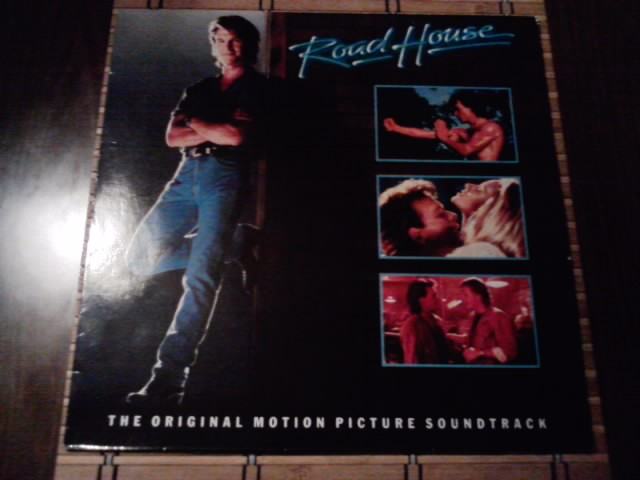 Road House
THE ORIGINAL MOTION PICTURE SOUNDTRACK